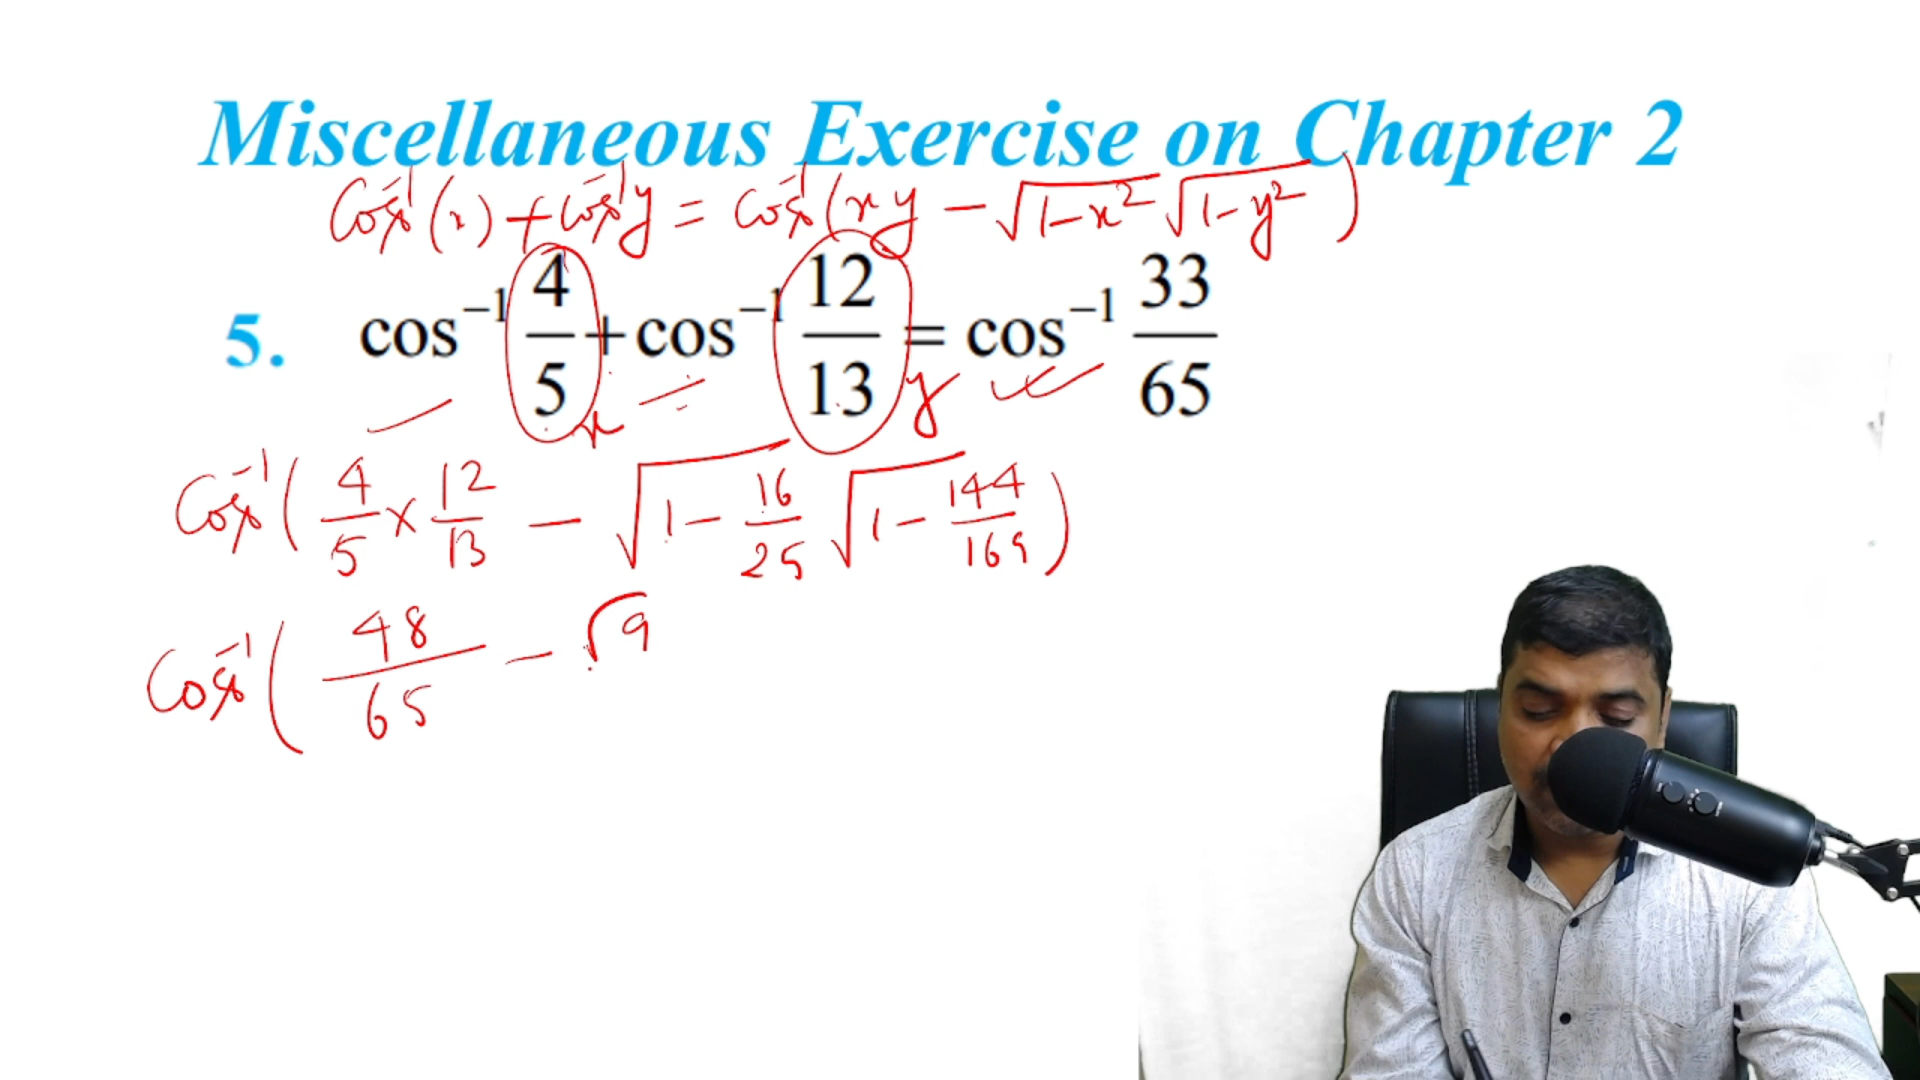 Miscellaneous Exercise on Chapter 2
cos⁻¹(x) + cos⁻¹y = cos⁻¹(xy − √1−x² √1−y²)
5. cos⁻¹ 4/5 + cos⁻¹ 12/13 = cos⁻¹ 33/65
x y
cos⁻¹(4/5 × 12/13 − √1−16/25 √1−144/169)
cos⁻¹(48/65 − √9